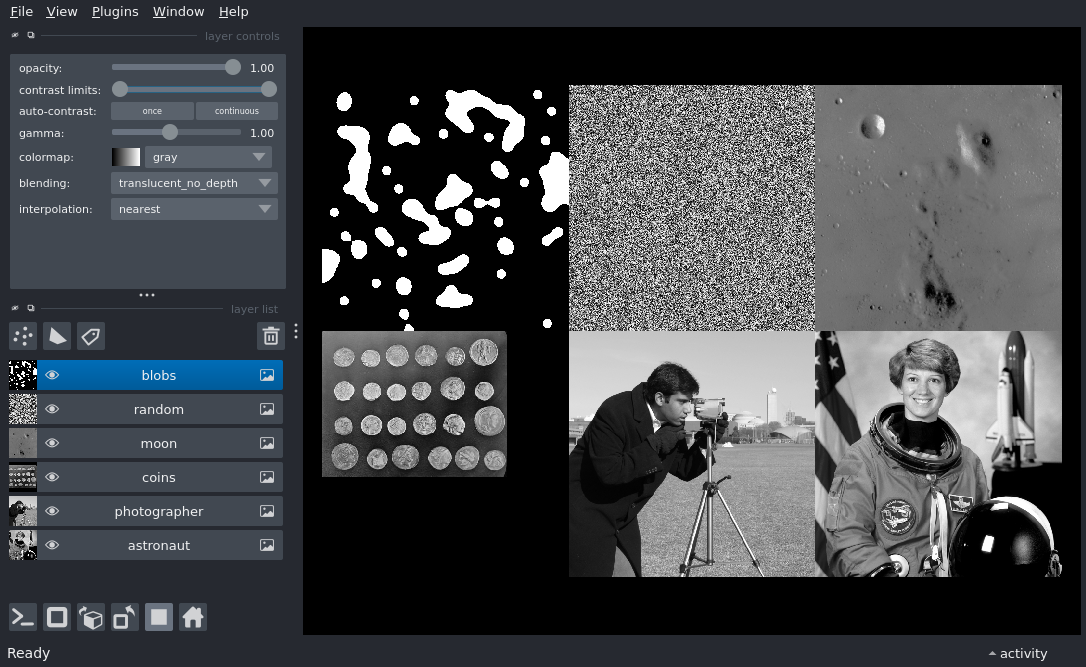 File View Plugins Window Help
layer controls
opacity: 1.00
contrast limits:
auto-contrast: once continuous
gamma: 1.00
colormap: gray
blending: translucent_no_depth
interpolation: nearest
layer list
blobs
random
moon
coins
photographer
astronaut
Ready
activity